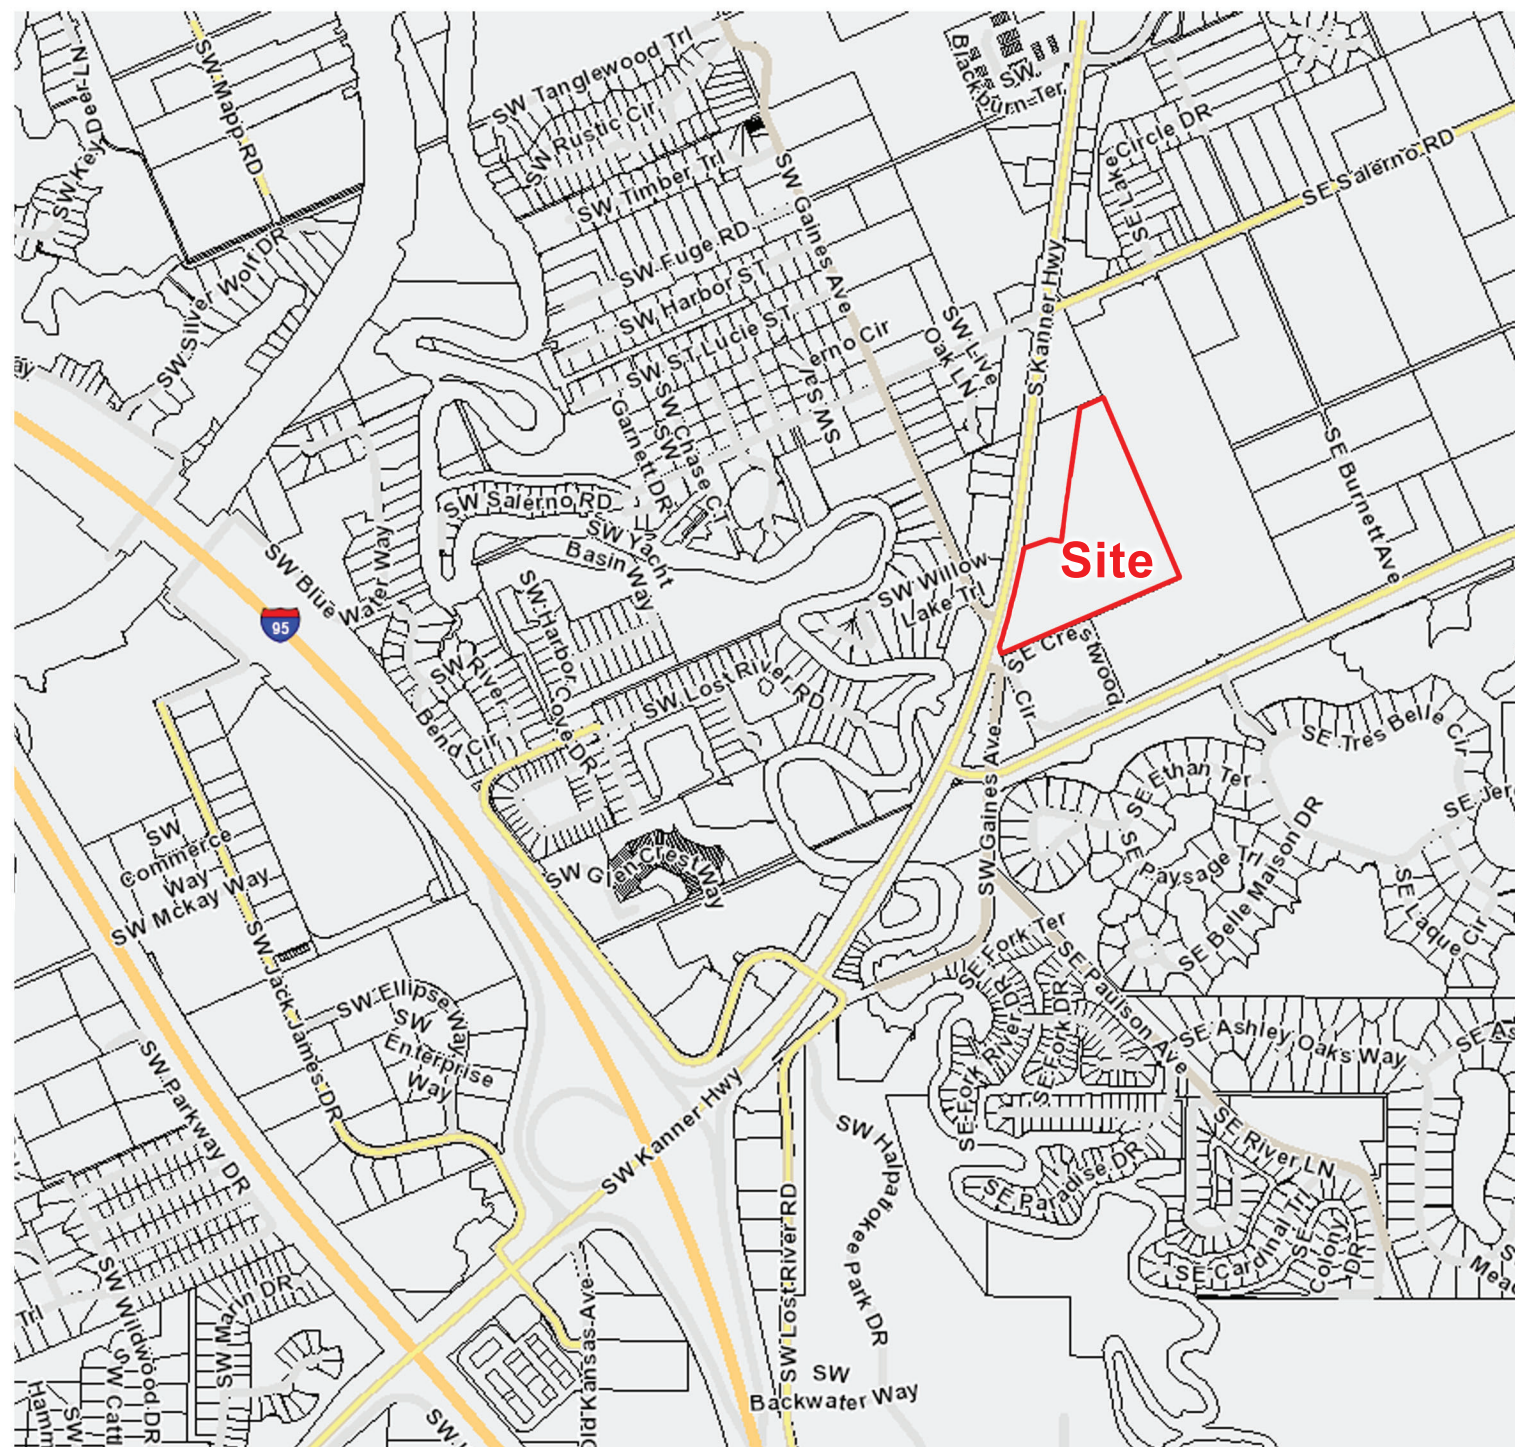 SW Key Deer LN
SW Mapp RD
SW Tanglewood Trl
SW Rustic Cir
SW Timber Trl
SW Gaines Ave
SW
Blackburn Ter
SE Lake Circle DR
SE Salerno RD
SW Silver Wolf DR
SW Fuge RD
SW Harbor ST
SW ST Lucie ST
S Kanner Hwy
SW Live
Oak LN
SW
Garnett DR
SW Chase CT
SE Burnett Ave
SW Salerno RD
SW Yacht
Basin Way
SW Blue
Water Way
95
SW Willow
Lake Trl
Site
SE Crestwood
Cir
SW River
Bend Cir
SW Harbor Cove DR
SW Lost River RD
SW Gaines Ave
SE Tres Belle Cir
SE Ethan Ter
SE Paysage Trl
SE Belle Maison DR
SE Laque Cir
SW
Commerce
Way
SW Mckay Way
SW Glen Crest Way
SW Jack James DR
SW Ellipse Way
SW
Enterprise
Way
SE Fork Ter
SE Paulson Ave
SE Fork River DR
SE Fork DR
SE Ashley Oaks Way
SW Parkway DR
SW Kanner Hwy
SW Halpatiokee Park DR
SE Paradise DR
SE River LN
SE Cardinal Trl
SE
Colony
DR
SW Lost River RD
SW Wildwood DR
SW Marin DR
Trl
SW
Backwater Way